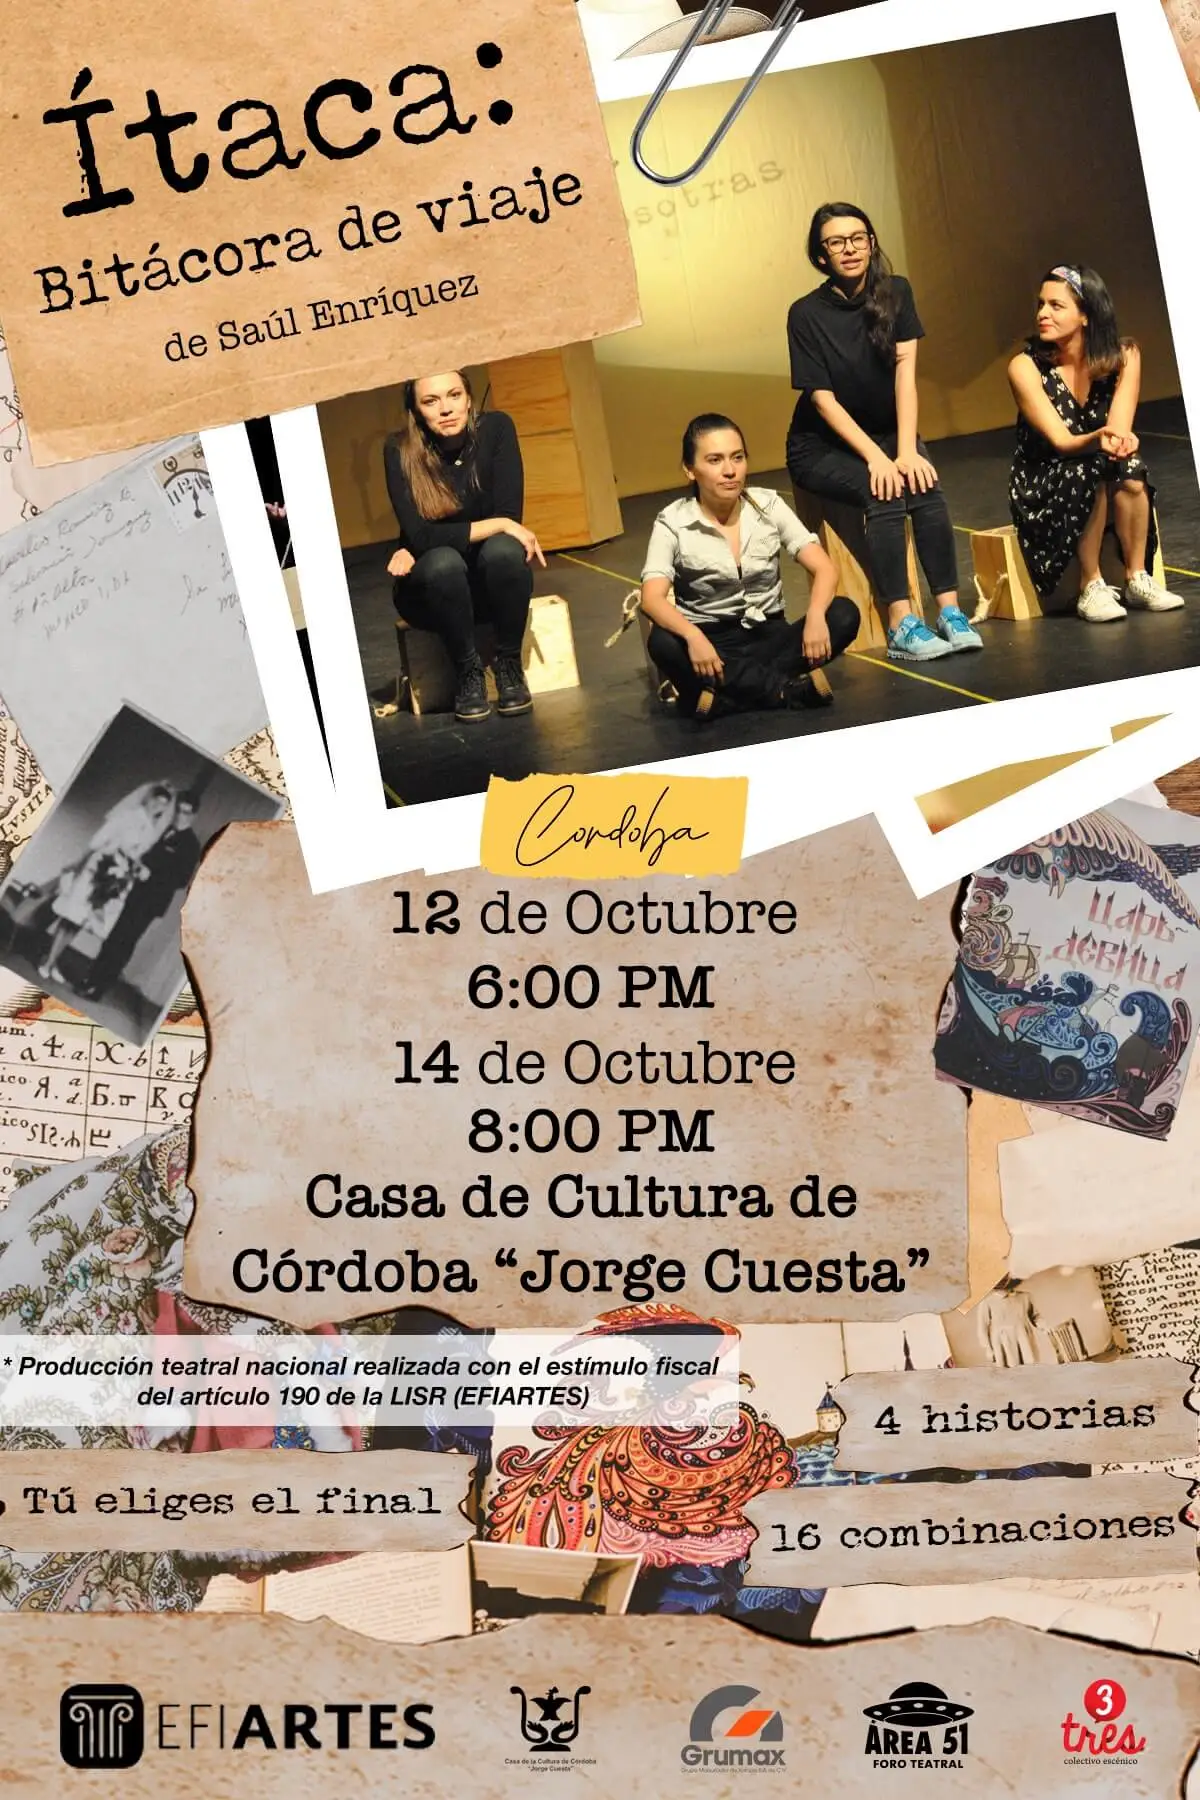 Ítaca:
Bitácora de viaje
de Saúl Enríquez
sotras
Cordoba
12 de Octubre
6:00 PM
14 de Octubre
8:00 PM
Casa de Cultura de
Córdoba “Jorge Cuesta”
Царь-
девица
* Producción teatral nacional realizada con el estímulo fiscal
del artículo 190 de la LISR (EFIARTES)
4 historias
Tú eliges el final
16 combinaciones
EFIARTES
Casa de la Cultura de Córdoba
"Jorge Cuesta"
Grumax
ÁREA 51
FORO TEATRAL
3
tres
colectivo escénico